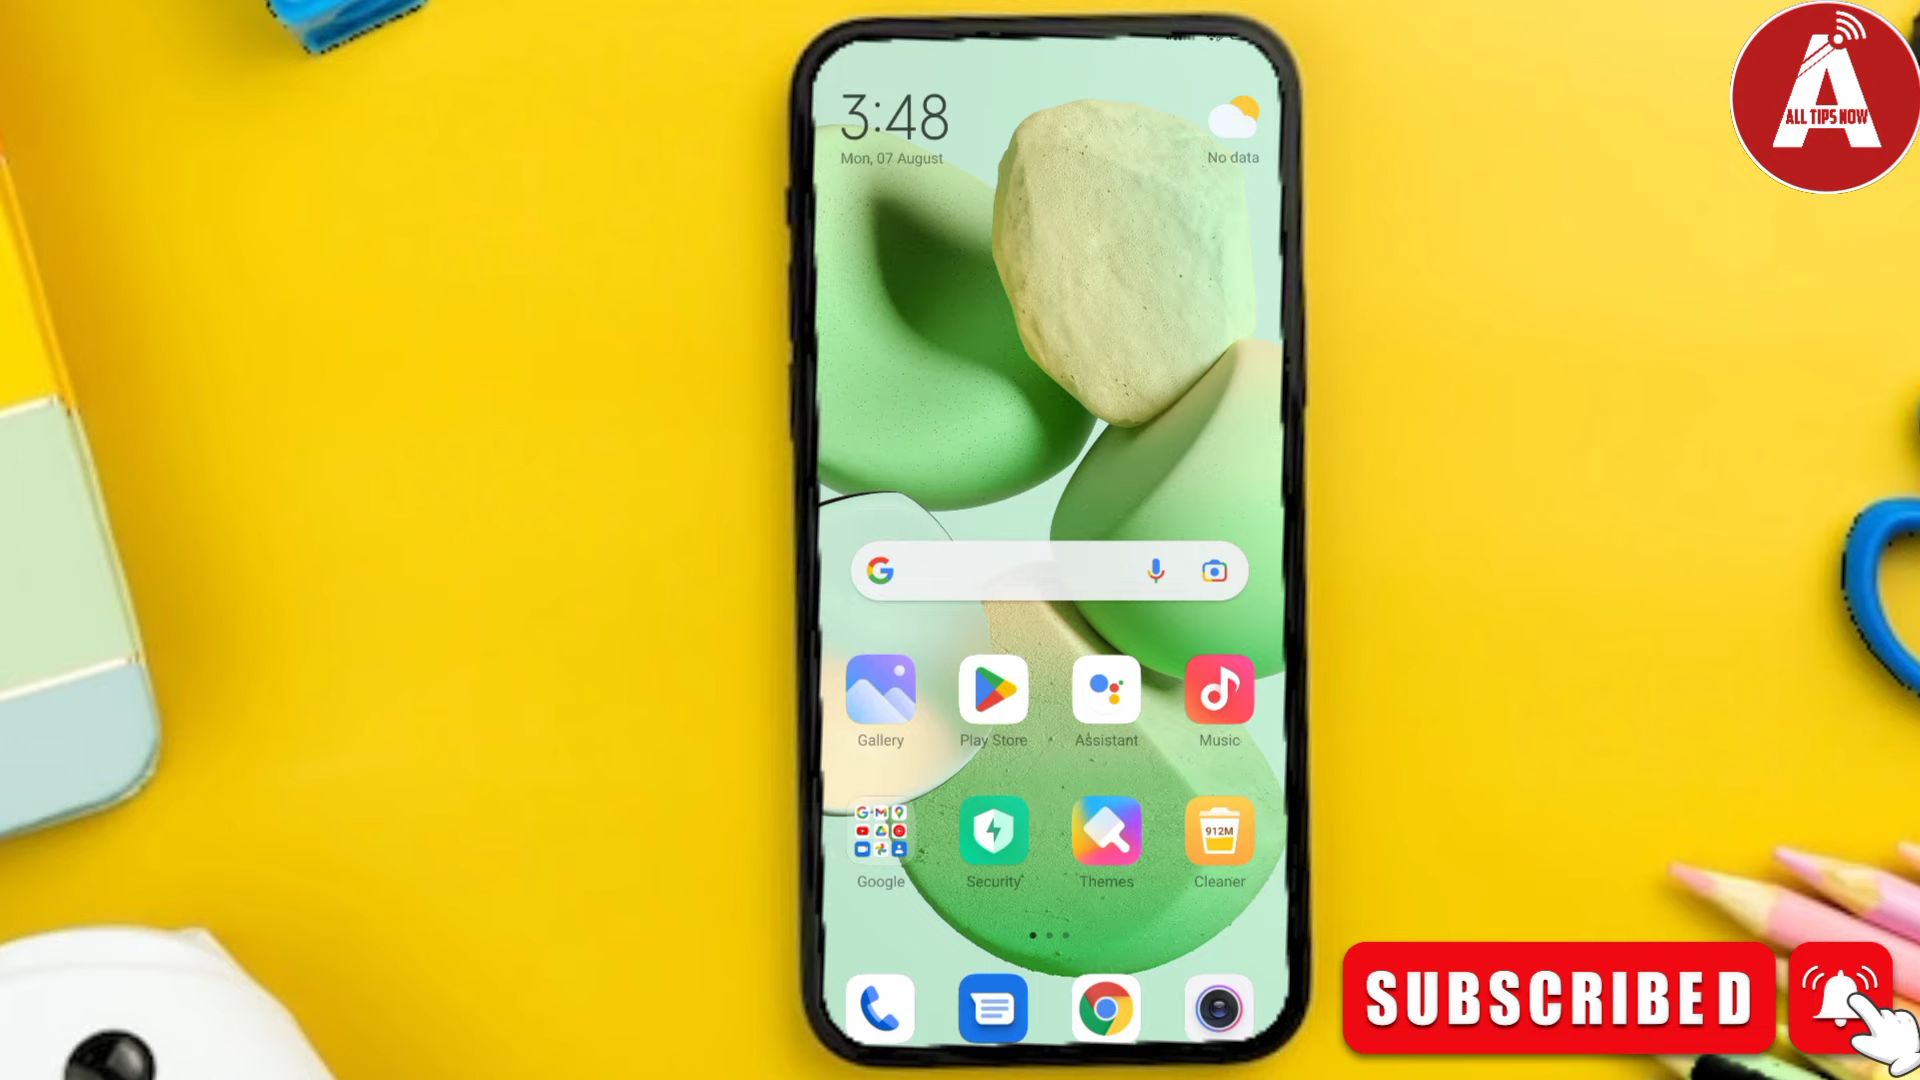 3:48
Mon, 07 August
No data
ALL TIPS NOW
Gallery
Play Store
Assistant
Music
912M
Google
Security
Themes
Cleaner
SUBSCRIBED